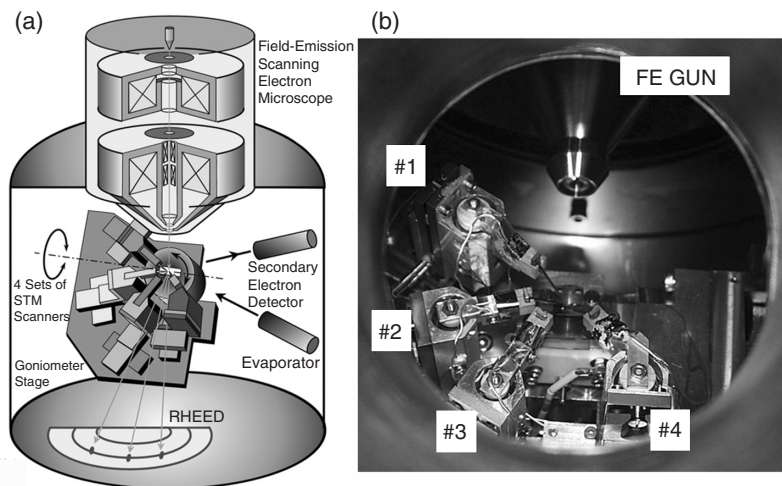 (a)
Field-Emission
Scanning
Electron
Microscope
4 Sets of
STM
Scanners
Secondary
Electron
Detector
Evaporator
Goniometer
Stage
RHEED
(b)
FE GUN
#1
#2
#3
#4